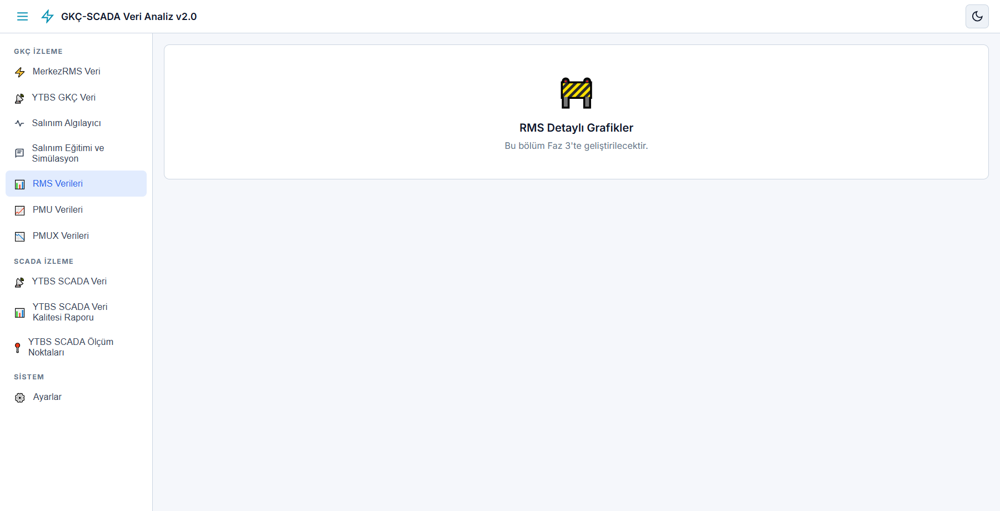 GKÇ-SCADA Veri Analiz v2.0
GKÇ İZLEME
MerkezRMS Veri
YTBS GKÇ Veri
Salınım Algılayıcı
Salınım Eğitimi ve
Simülasyon
RMS Verileri
PMU Verileri
PMUX Verileri
SCADA İZLEME
YTBS SCADA Veri
YTBS SCADA Veri
Kalitesi Raporu
YTBS SCADA Ölçüm
Noktaları
SİSTEM
Ayarlar
RMS Detaylı Grafikler
Bu bölüm Faz 3'te geliştirilecektir.